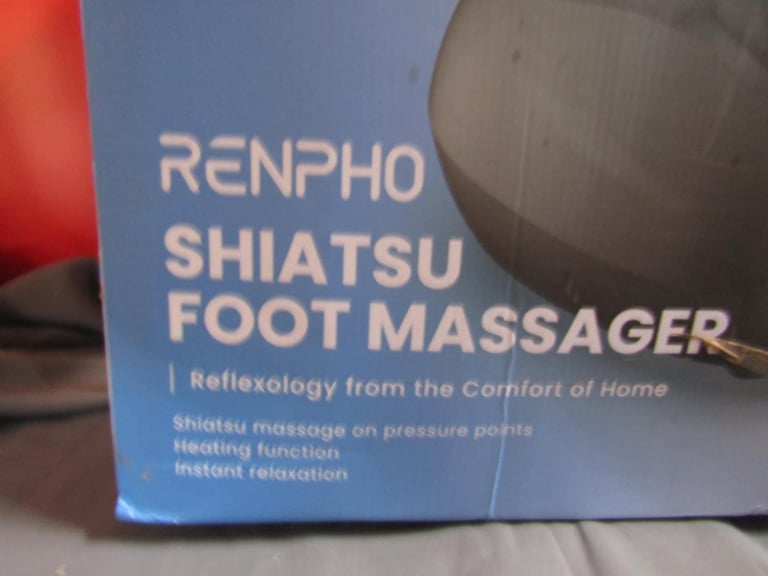 RENPHO
SHIATSU
FOOT MASSAGER
Reflexology from the Comfort of Home
Shiatsu massage on pressure points
Heating function
Instant relaxation